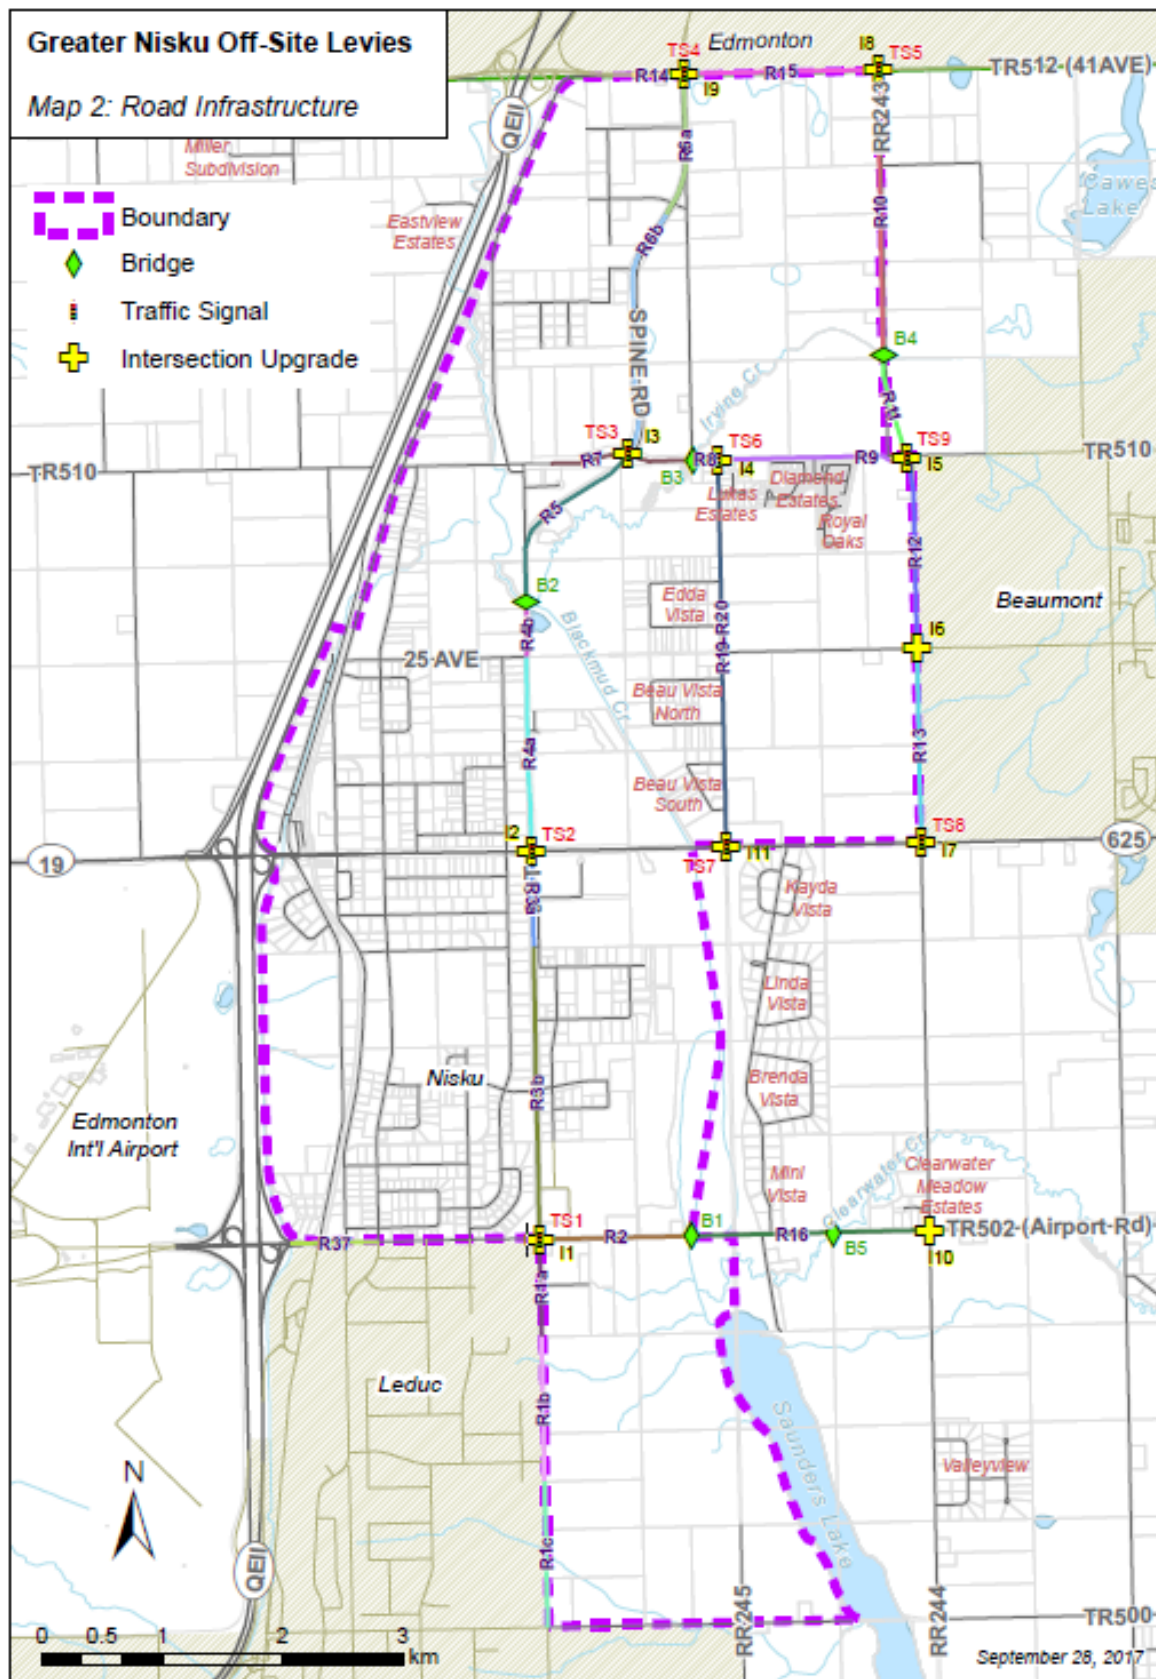 Greater Nisku Off-Site Levies
Map 2: Road Infrastructure
Boundary
Bridge
Traffic Signal
Intersection Upgrade
TS4
Edmonton
I8
TS5
R14
I9
R15
TR512 (41AVE)
QEII
RR243
Miller
Subdivision
R6a
Cawes
Lake
R10
Eastview
Estates
R6b
SPINE RD
B4
Irving Cr
R11
TS3
I3
TS6
TS9
TR510
R7
B3
R8
I4
R9
I5
TR510
Lukas
Estates
Diamond
Estates
R5
Royal
Oaks
R12
B2
Edda
Vista
Beaumont
R4b
Blackmud Cr
R19-R20
I6
25 AVE
Beau Vista
North
R4a
R13
Beau Vista
South
I2
TS2
TS8
19
TS7
I11
I7
625
Kayda
Vista
Linda
Vista
Nisku
R3b
Brenda
Vista
Edmonton
Int'l Airport
Mini
Vista
Clearwater Cr
Clearwater
Meadow
Estates
TS1
B1
R37
I1
R2
R16
B5
I10
TR502 (Airport Rd)
R1a
Leduc
R1b
Saunders Lake
Valleyview
N
R1c
QEII
RR245
RR244
TR500
0 0.5 1 2 3
km
September 28, 2017